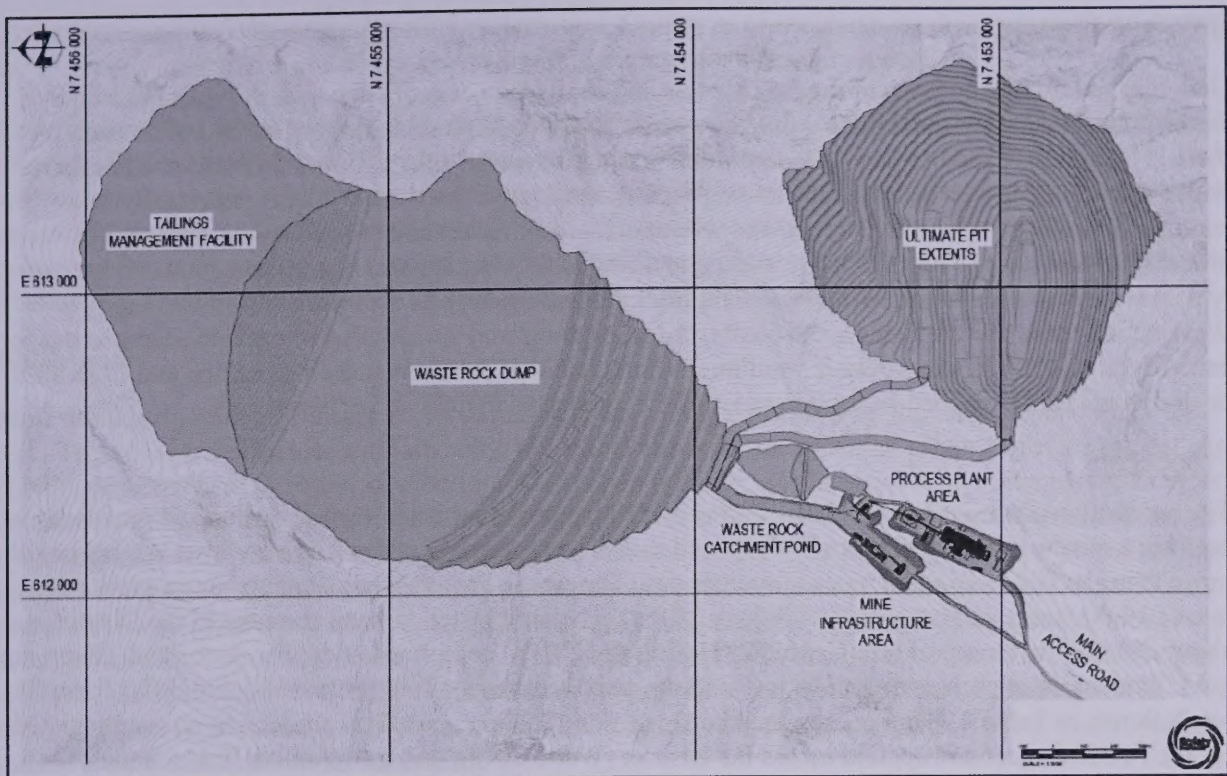 N 7 456 000
N 7 455 000
N 7 454 000
N 7 453 000
TAILINGS
MANAGEMENT FACILITY
ULTIMATE PIT
EXTENTS
E 613 000
WASTE ROCK DUMP
PROCESS PLANT
AREA
WASTE ROCK
CATCHMENT POND
E 612 000
MINE
INFRASTRUCTURE
AREA
MAIN
ACCESS ROAD